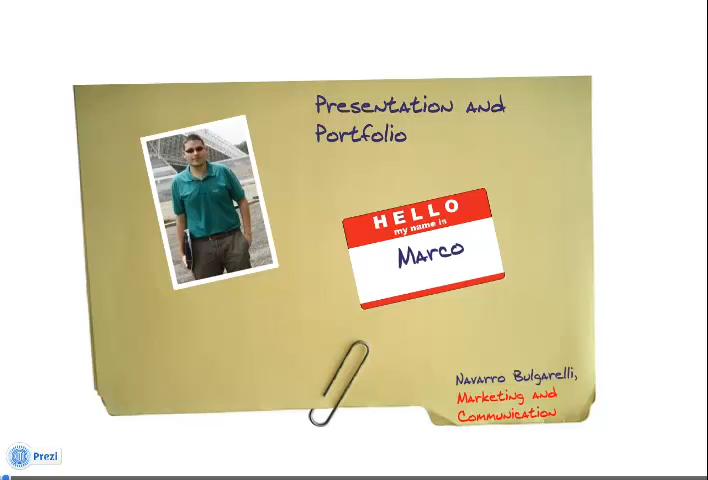 Presentation and
Portfolio
HELLO
my name is
Marco
Navarro Bulgarelli,
Marketing and
Communication
Prezi